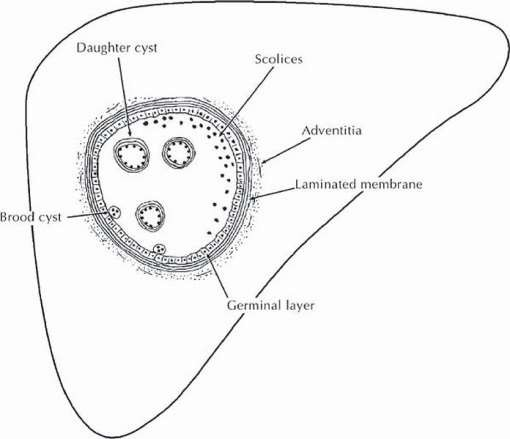 Daughter cyst
Scolices
Adventitia
Laminated membrane
Brood cyst
Germinal layer